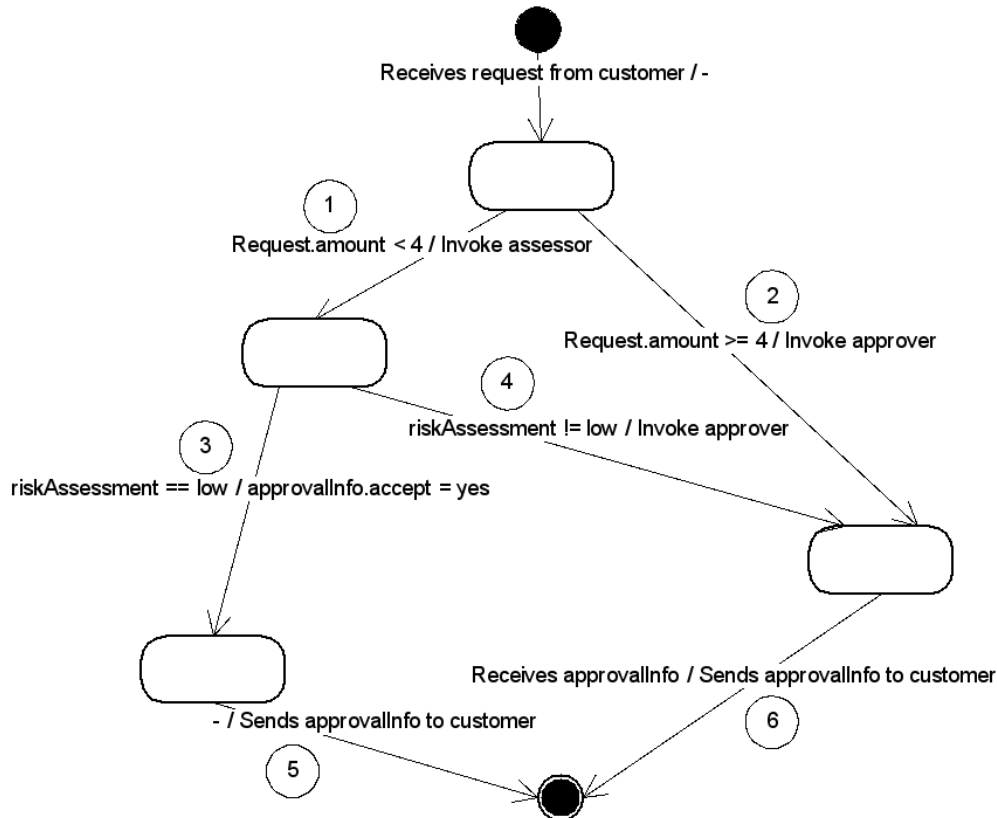 Receives request from customer / -
1
Request.amount < 4 / Invoke assessor
2
Request.amount >= 4 / Invoke approver
4
riskAssessment != low / Invoke approver
3
riskAssessment == low / approvalInfo.accept = yes
Receives approvalInfo / Sends approvalInfo to customer
- / Sends approvalInfo to customer
6
5